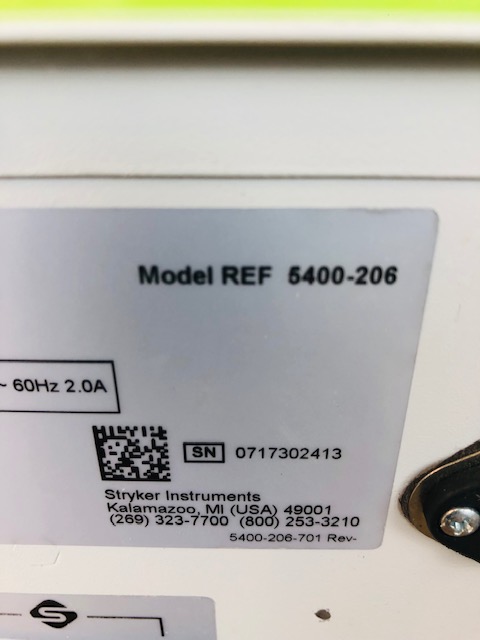 Model REF 5400-206
~ 60Hz 2.0A
SN 0717302413
Stryker Instruments
Kalamazoo, MI (USA) 49001
(269) 323-7700 (800) 253-3210
5400-206-701 Rev-